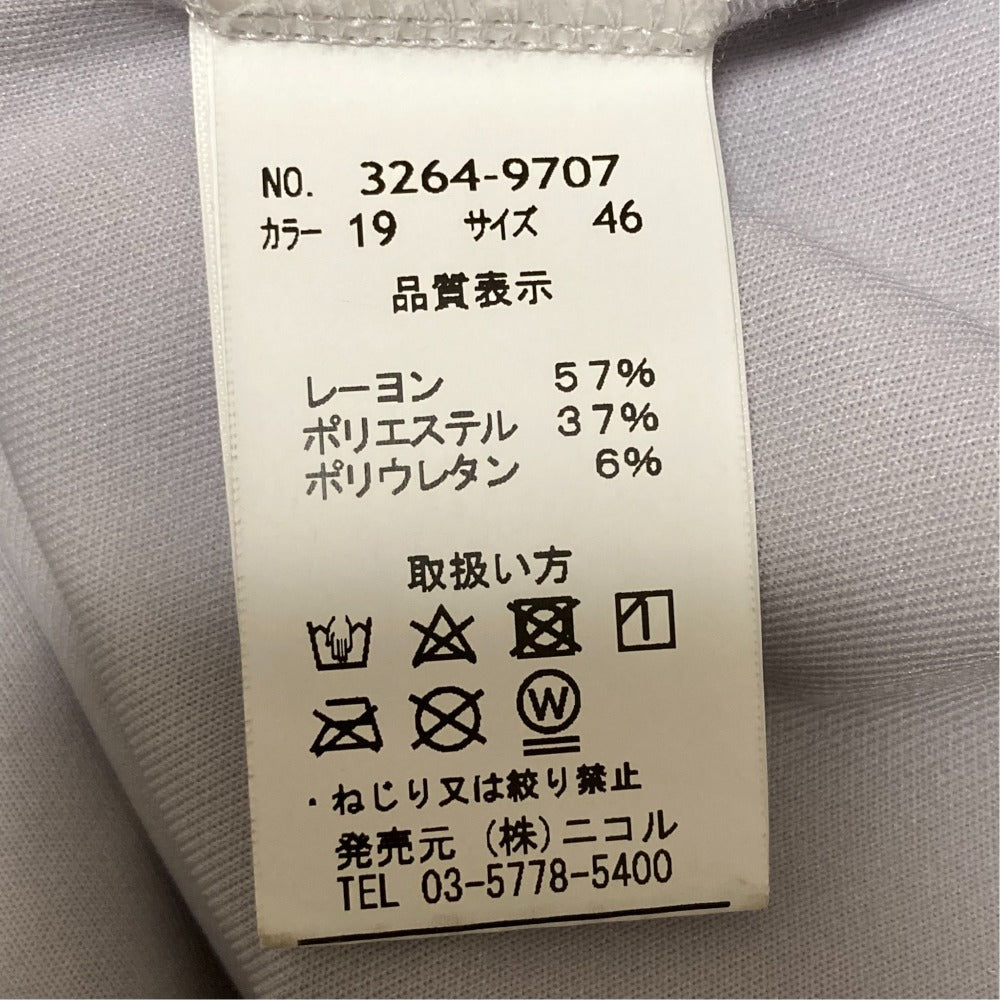 NO. 3264-9707
カラー 19 サイズ 46
品質表示
レーヨン 57%
ポリエステル 37%
ポリウレタン 6%
取扱い方
W
・ねじり又は絞り禁止
発売元 (株)ニコル
TEL 03-5778-5400